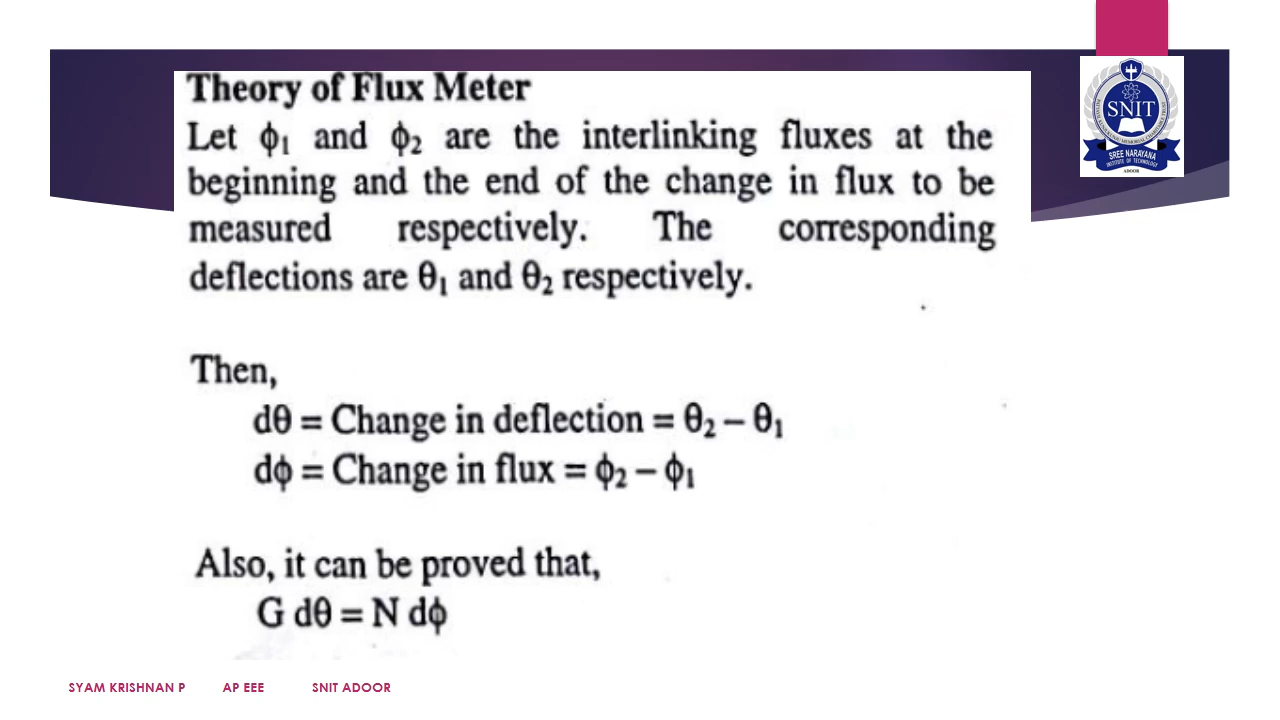 Theory of Flux Meter
Let ϕ₁ and ϕ₂ are the interlinking fluxes at the
beginning and the end of the change in flux to be
measured respectively. The corresponding
deflections are θ₁ and θ₂ respectively.
Then,
dθ = Change in deflection = θ₂ – θ₁
dϕ = Change in flux = ϕ₂ – ϕ₁
Also, it can be proved that,
G dθ = N dϕ
SNIT
SREE NARAYANA
INSTITUTE OF TECHNOLOGY
ADOOR
SYAM KRISHNAN P AP EEE SNIT ADOOR